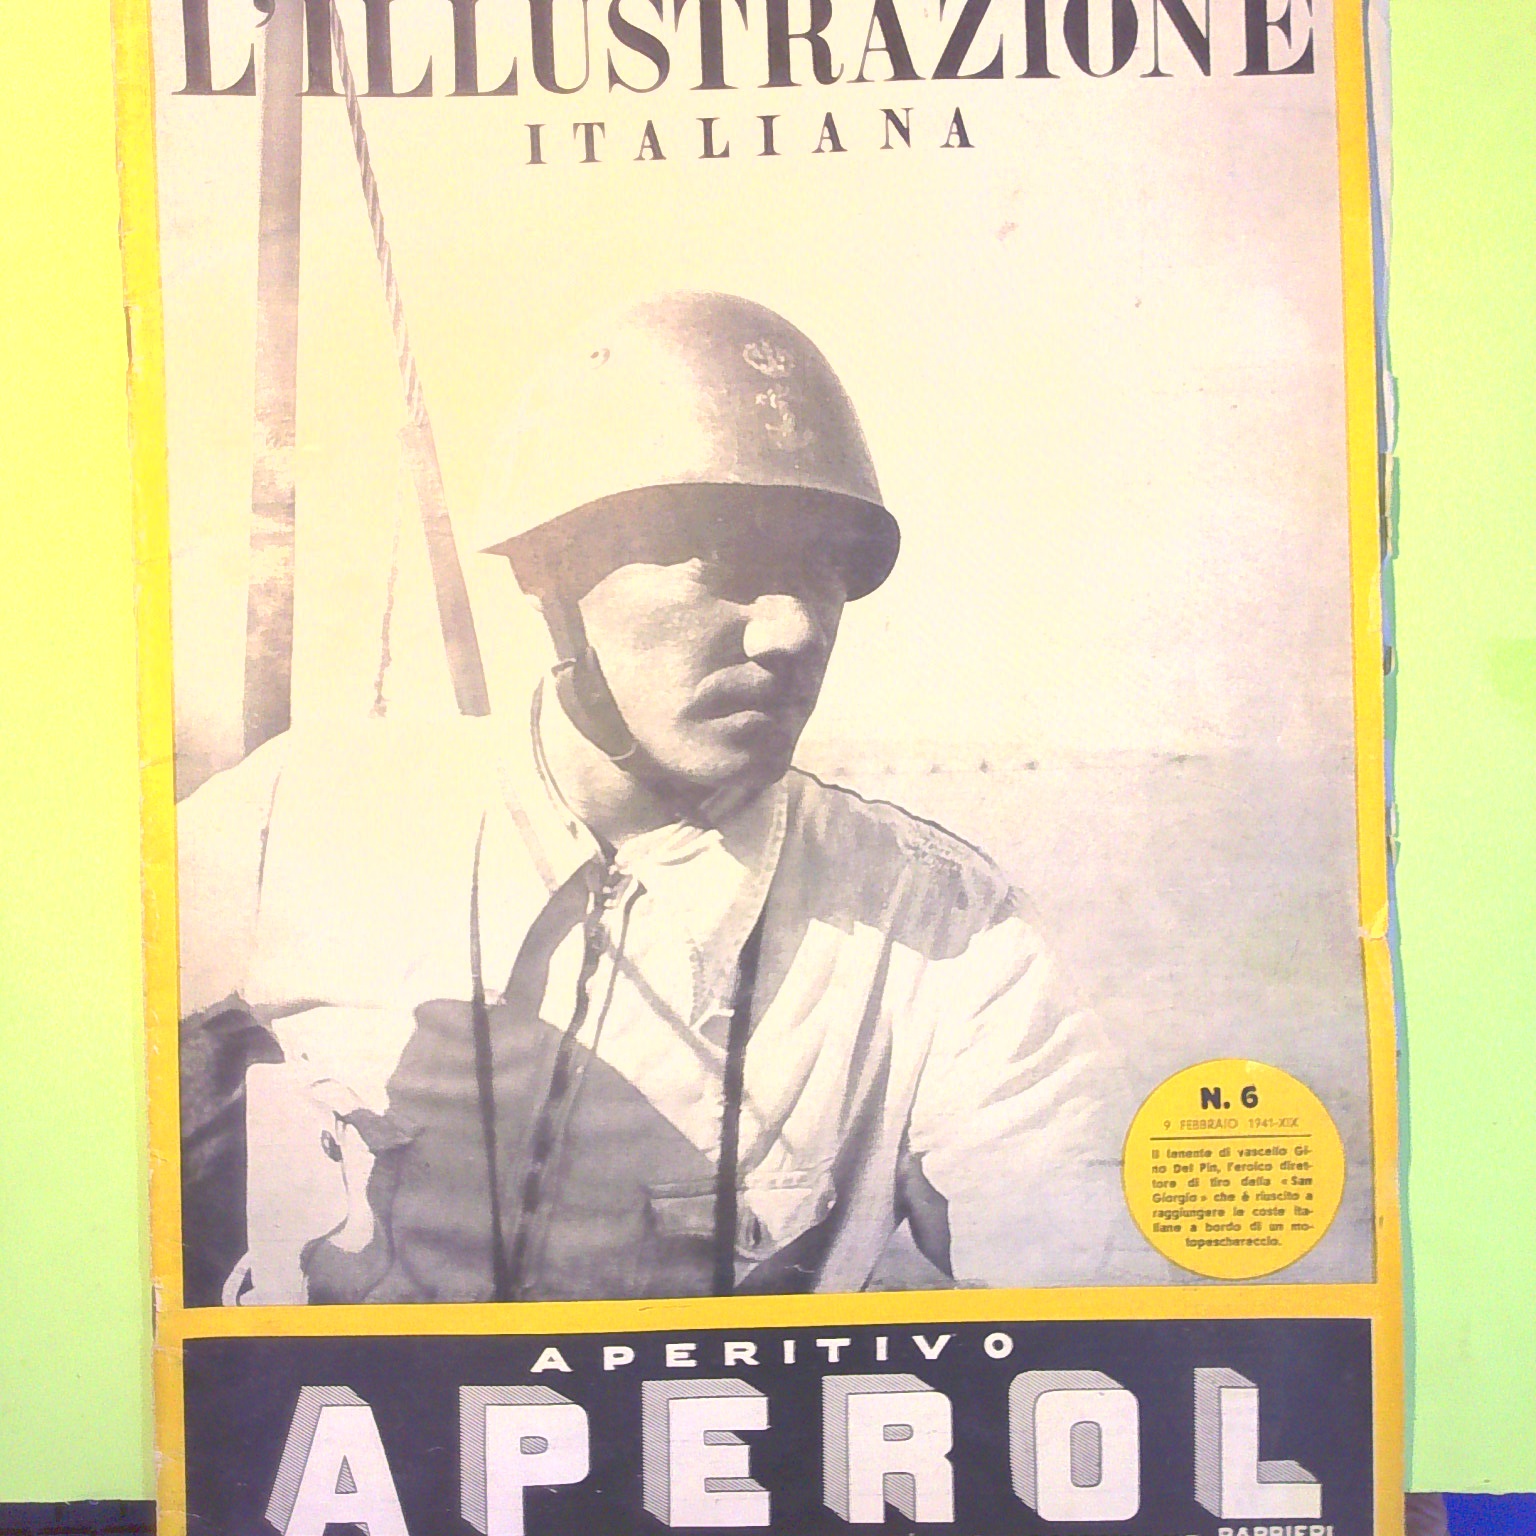 L'ILLUSTRAZIONE
ITALIANA
N. 6
9 FEBBRAIO 1941-XIX
Il tenente di vascello Gi-
no Del Pin, l'eroico diret-
tore di tiro della «San
Giorgio» che è riuscito a
raggiungere le coste ita-
liane a bordo di un mo-
topeschereccio.
APERITIVO
APEROL
BARBIERI